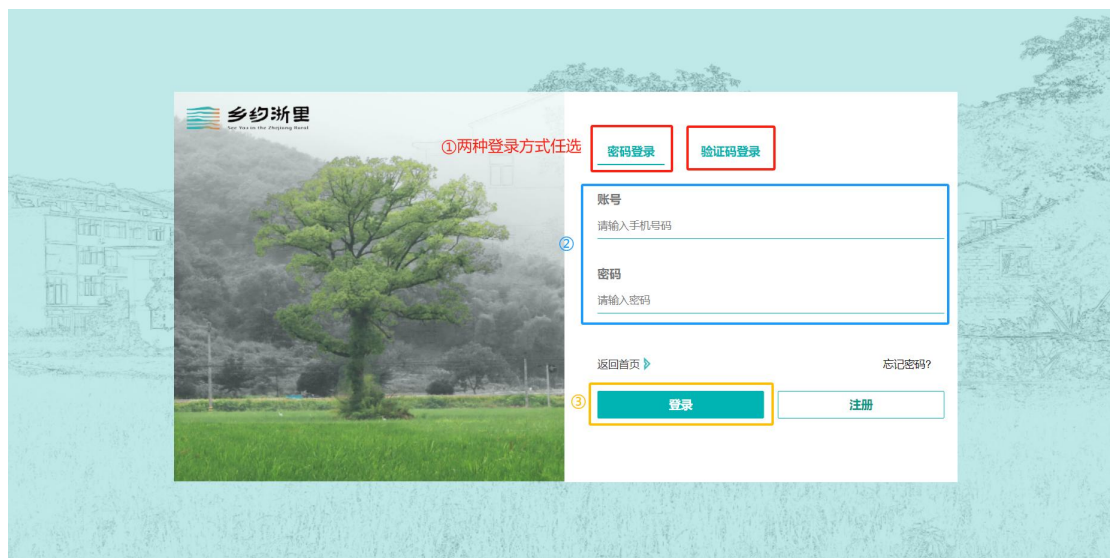 乡约浙里
See You in the Zhejiang Rural
①两种登录方式任选
密码登录
验证码登录
账号
请输入手机号码
②
密码
请输入密码
返回首页
忘记密码?
③
登录
注册